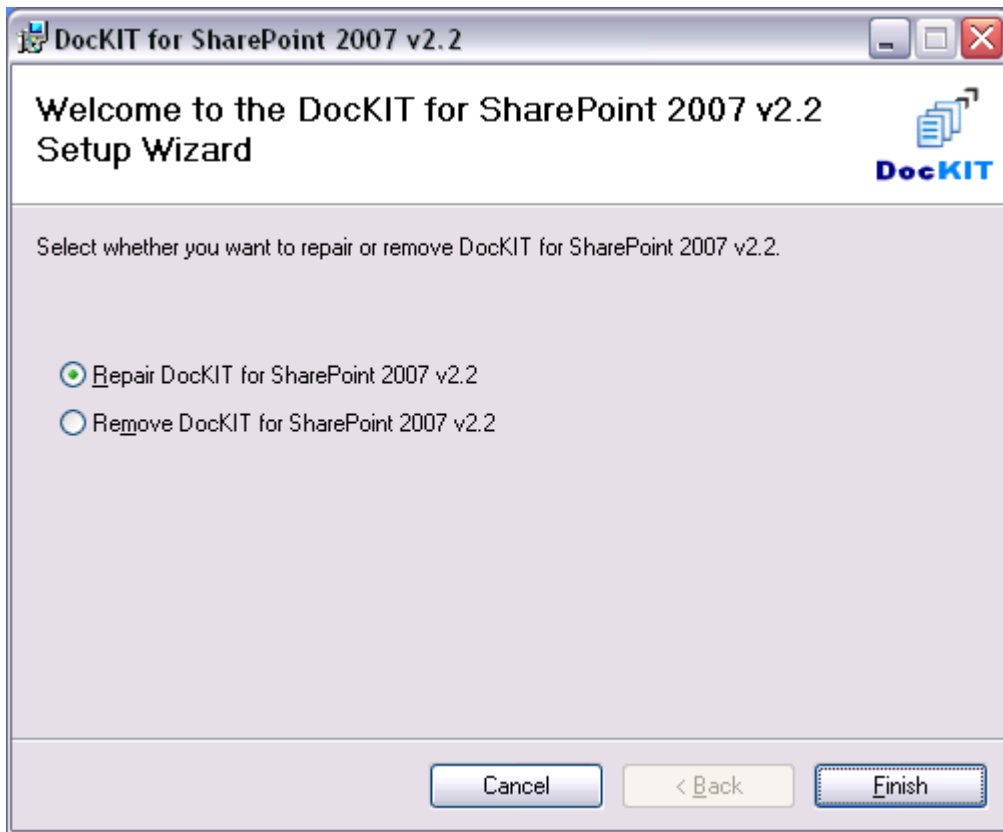 DocKIT for SharePoint 2007 v2.2
Welcome to the DocKIT for SharePoint 2007 v2.2
Setup Wizard
DocKIT
Select whether you want to repair or remove DocKIT for SharePoint 2007 v2.2.
Repair DocKIT for SharePoint 2007 v2.2
Remove DocKIT for SharePoint 2007 v2.2
Cancel
< Back
Finish